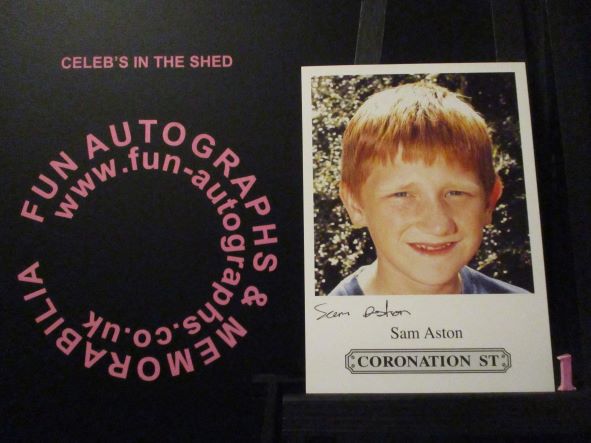 CELEB'S IN THE SHED
FUN AUTOGRAPHS & MEMORABILIA
www.fun-autographs.co.uk
Sam Aston
Sam Aston
CORONATION ST.
1